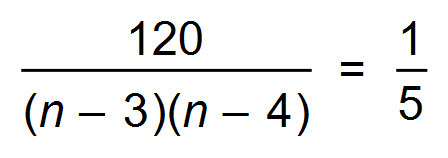 120 / (n – 3)(n – 4) = 1 / 5